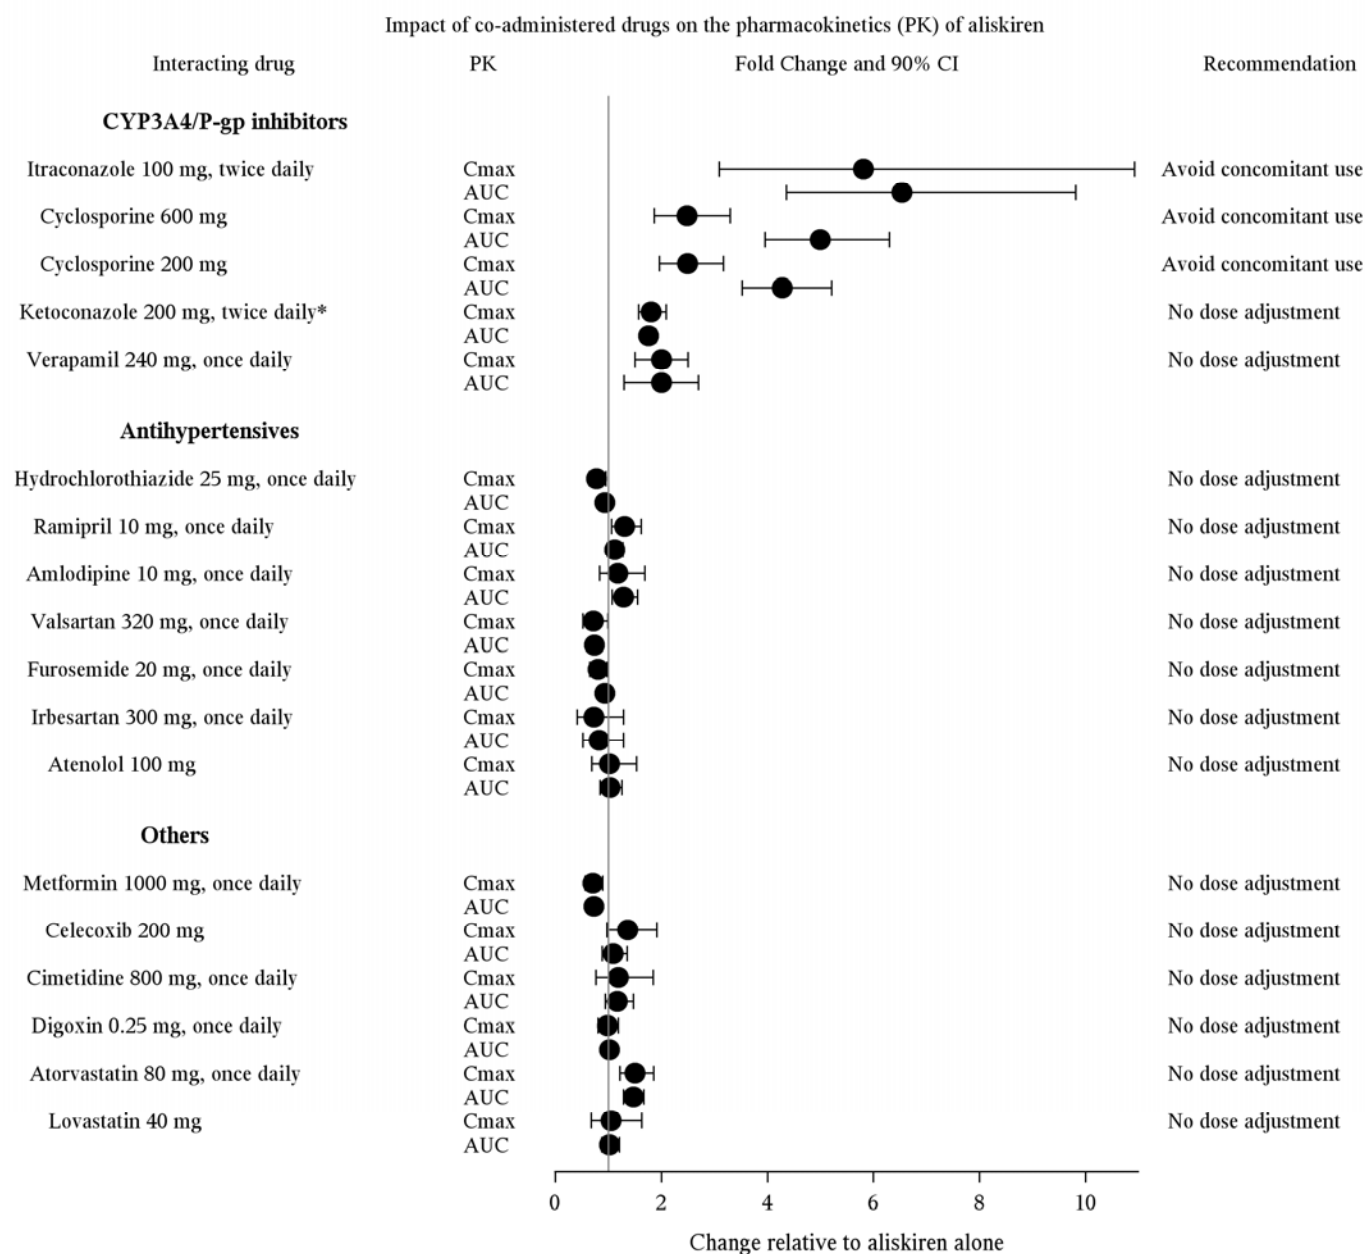 Impact of co-administered drugs on the pharmacokinetics (PK) of aliskiren
Interacting drug PK Fold Change and 90% CI Recommendation
CYP3A4/P-gp inhibitors
Itraconazole 100 mg, twice daily Cmax Avoid concomitant use
AUC
Cyclosporine 600 mg Cmax Avoid concomitant use
AUC
Cyclosporine 200 mg Cmax Avoid concomitant use
AUC
Ketoconazole 200 mg, twice daily* Cmax No dose adjustment
AUC
Verapamil 240 mg, once daily Cmax No dose adjustment
AUC
Antihypertensives
Hydrochlorothiazide 25 mg, once daily Cmax No dose adjustment
AUC
Ramipril 10 mg, once daily Cmax No dose adjustment
AUC
Amlodipine 10 mg, once daily Cmax No dose adjustment
AUC
Valsartan 320 mg, once daily Cmax No dose adjustment
AUC
Furosemide 20 mg, once daily Cmax No dose adjustment
AUC
Irbesartan 300 mg, once daily Cmax No dose adjustment
AUC
Atenolol 100 mg Cmax No dose adjustment
AUC
Others
Metformin 1000 mg, once daily Cmax No dose adjustment
AUC
Celecoxib 200 mg Cmax No dose adjustment
AUC
Cimetidine 800 mg, once daily Cmax No dose adjustment
AUC
Digoxin 0.25 mg, once daily Cmax No dose adjustment
AUC
Atorvastatin 80 mg, once daily Cmax No dose adjustment
AUC
Lovastatin 40 mg Cmax No dose adjustment
AUC
0 2 4 6 8 10
Change relative to aliskiren alone